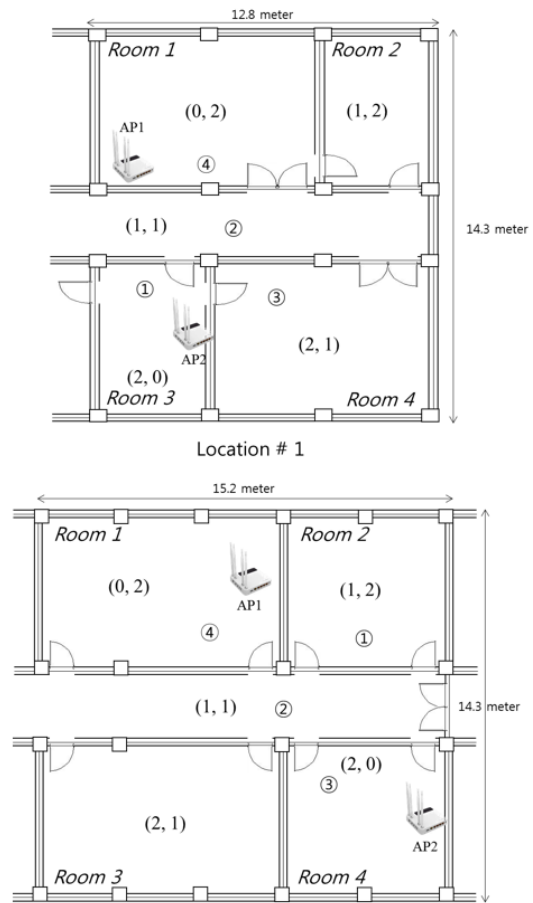 12.8 meter
Room 1
Room 2
(0, 2)
(1, 2)
AP1
④
(1, 1)
②
14.3 meter
①
③
AP2
(2, 1)
(2, 0)
Room 3
Room 4
Location # 1
15.2 meter
Room 1
Room 2
(0, 2)
(1, 2)
AP1
④
①
(1, 1)
②
14.3 meter
(2, 0)
③
(2, 1)
AP2
Room 3
Room 4